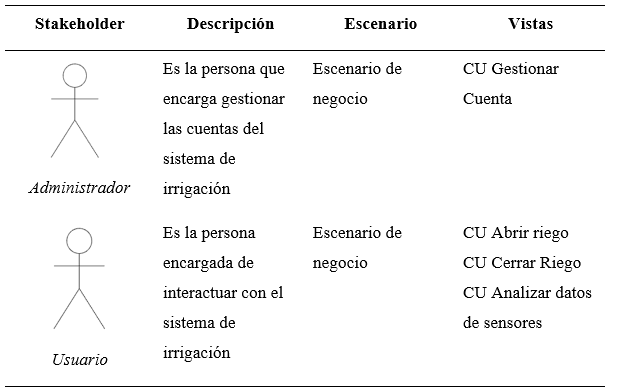 Stakeholder Descripción Escenario Vistas
Es la persona que Escenario de CU Gestionar
encarga gestionar negocio Cuenta
las cuentas del
sistema de
Administrador irrigación
Es la persona Escenario de CU Abrir riego
encargada de negocio CU Cerrar Riego
interactuar con el CU Analizar datos
sistema de de sensores
Usuario irrigación